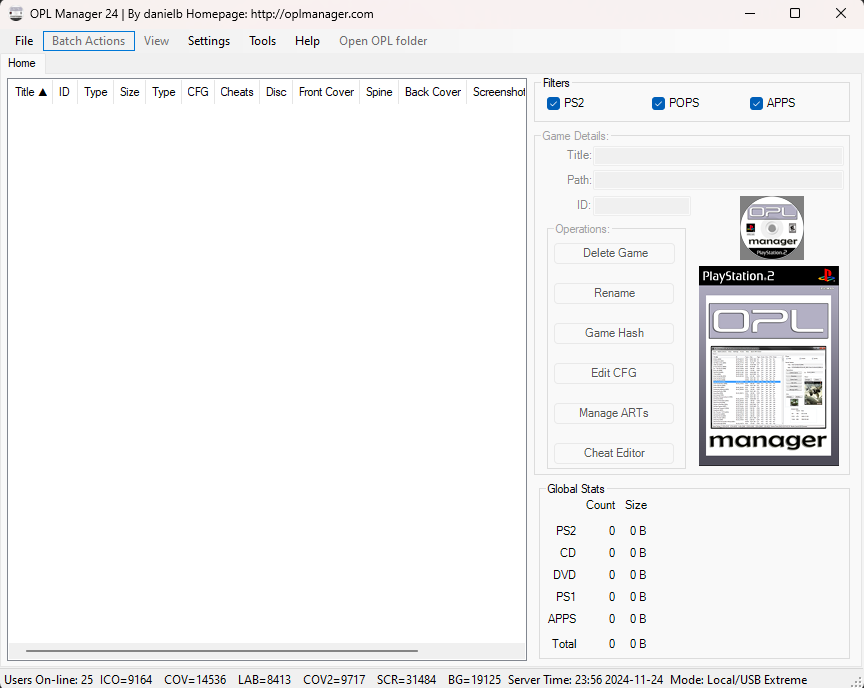 OPL Manager 24 | By danielb Homepage: http://oplmanager.com
File Batch Actions View Settings Tools Help Open OPL folder
Home
Title ▲ ID Type Size Type CFG Cheats Disc Front Cover Spine Back Cover Screenshot
Filters
PS2 POPS APPS
Game Details:
Title:
Path:
ID:
Operations:
Delete Game
Rename
Game Hash
Edit CFG
Manage ARTs
Cheat Editor
OPL
manager
PlayStation.2
PlayStation.2
OPL
manager
Global Stats
Count Size
PS2 0 0 B
CD 0 0 B
DVD 0 0 B
PS1 0 0 B
APPS 0 0 B
Total 0 0 B
Users On-line: 25 ICO=9164 COV=14536 LAB=8413 COV2=9717 SCR=31484 BG=19125 Server Time: 23:56 2024-11-24 Mode: Local/USB Extreme